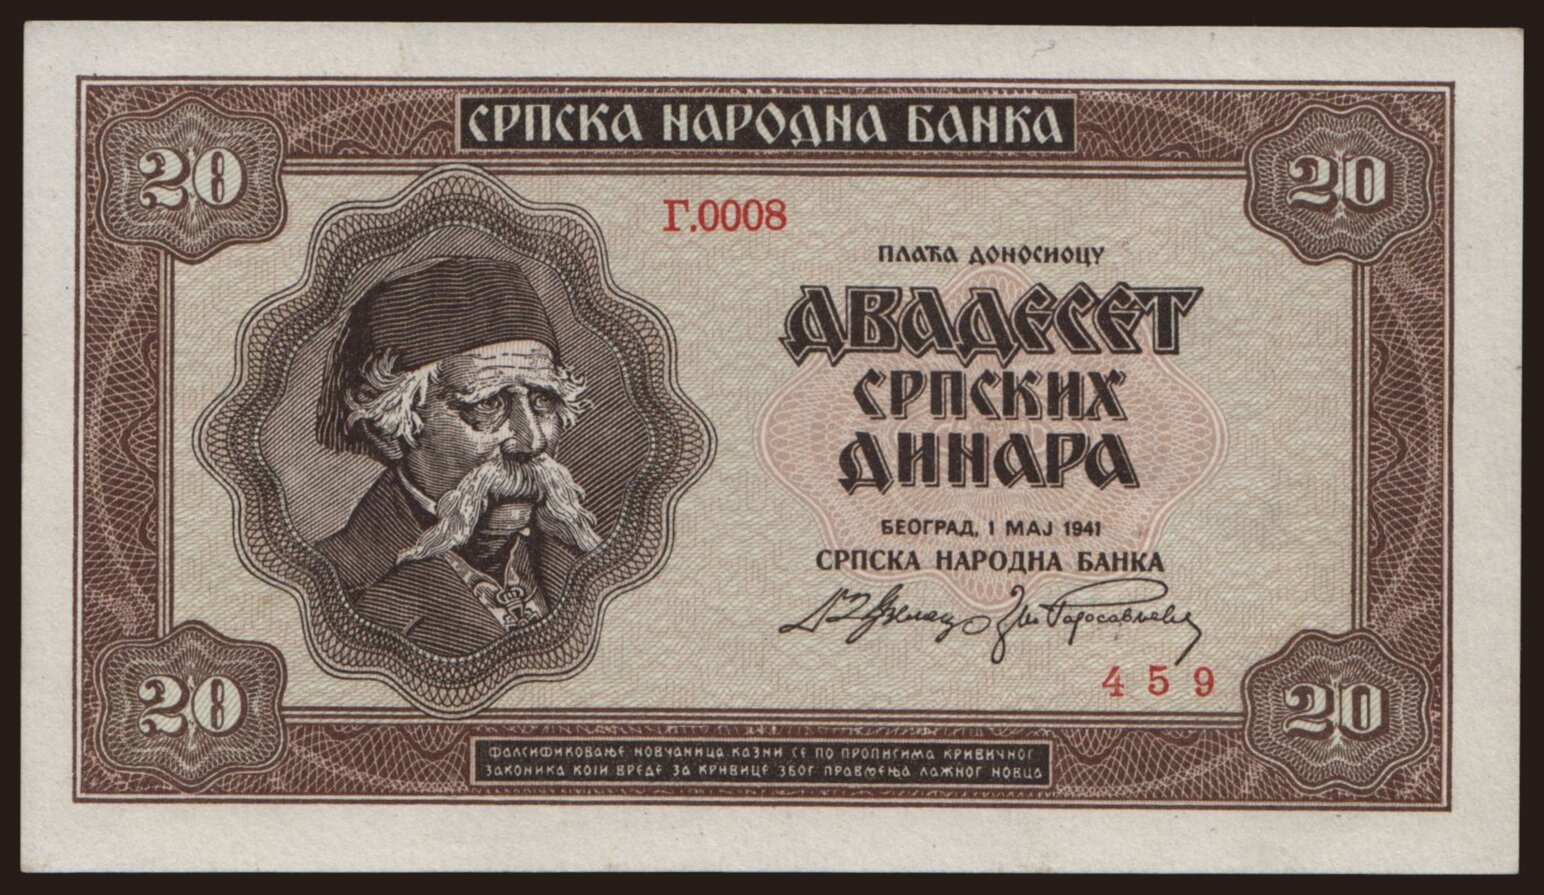 СРПСКА НАРОДНА БАНКА
20
20
Г.0008
ПЛАЋА ДОНОСИОЦУ
ДВАДЕСЕТ
СРПСКИХ
ДИНАРА
БЕОГРАД, 1 МАЈ 1941
СРПСКА НАРОДНА БАНКА
459
20
20
ФАЛСИФИКОВАЊЕ НОВЧАНИЦА КАЗНИ СЕ ПО ПРОПИСИМА КРИВИЧНОГ
ЗАКОНИКА КОЈИ ВРЕДЕ ЗА КРИВИЦЕ ЗБОГ ПРАВЉЕЊА ЛАЖНОГ НОВЦА